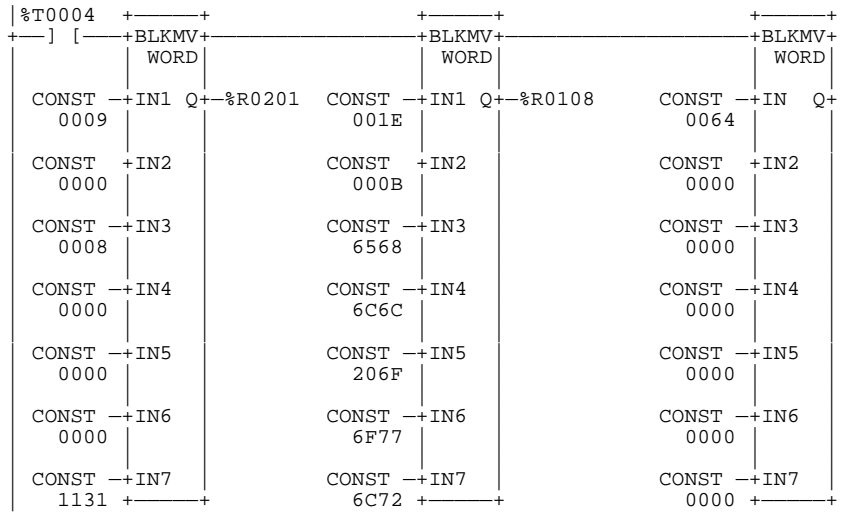 %T0004
] [ BLKMV BLKMV BLKMV
WORD WORD WORD
CONST IN1 Q %R0201 CONST IN1 Q %R0108 CONST IN Q
0009 001E 0064
CONST IN2 CONST IN2 CONST IN2
0000 000B 0000
CONST IN3 CONST IN3 CONST IN3
0008 6568 0000
CONST IN4 CONST IN4 CONST IN4
0000 6C6C 0000
CONST IN5 CONST IN5 CONST IN5
0000 206F 0000
CONST IN6 CONST IN6 CONST IN6
0000 6F77 0000
CONST IN7 CONST IN7 CONST IN7
1131 6C72 0000